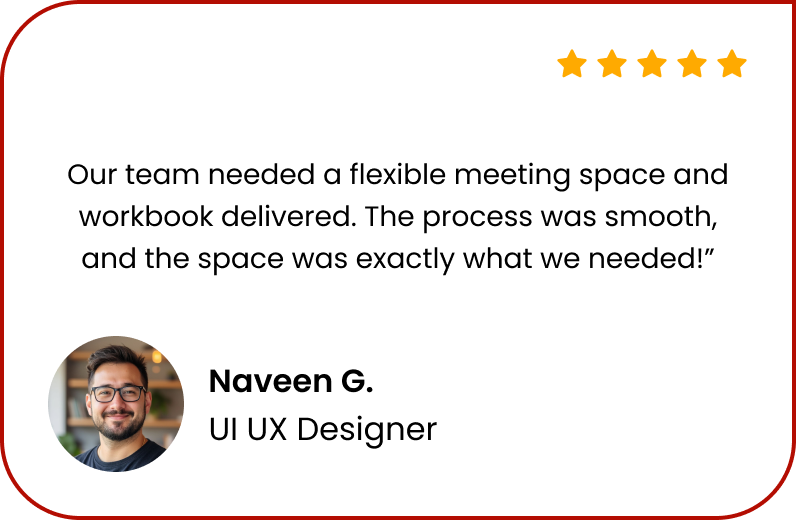 Our team needed a flexible meeting space and
workbook delivered. The process was smooth,
and the space was exactly what we needed!”
Naveen G.
UI UX Designer